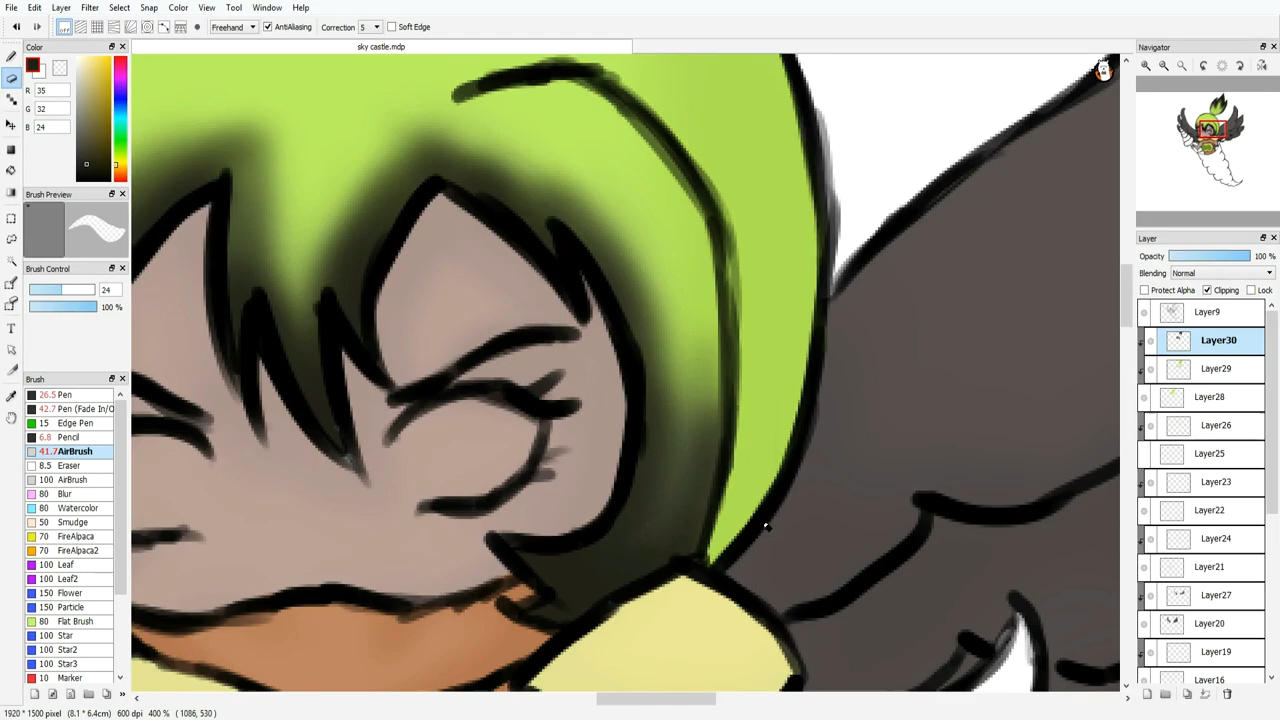 File Edit Layer Filter Select Snap Color View Tool Window Help
off Freehand AntiAliasing Correction 5 Soft Edge
Color
sky castle.mdp
Navigator
R 35
G 32
B 24
Brush Preview
Brush Control
24
100 %
Brush
26.5 Pen
42.7 Pen (Fade In/O
15 Edge Pen
6.8 Pencil
41.7 AirBrush
8.5 Eraser
100 AirBrush
80 Blur
80 Watercolor
50 Smudge
70 FireAlpaca
70 FireAlpaca2
100 Leaf
100 Leaf2
150 Flower
150 Particle
80 Flat Brush
150 Star
150 Star2
150 Star3
10 Marker
Layer
Opacity 100 %
Blending Normal
Protect Alpha Clipping Lock
Layer9
Layer30
Layer29
Layer28
Layer26
Layer25
Layer23
Layer22
Layer24
Layer21
Layer27
Layer20
Layer19
Layer16
1920 * 1500 pixel (8.1 * 6.4cm) 600 dpi 400 % ( 1086, 530 )